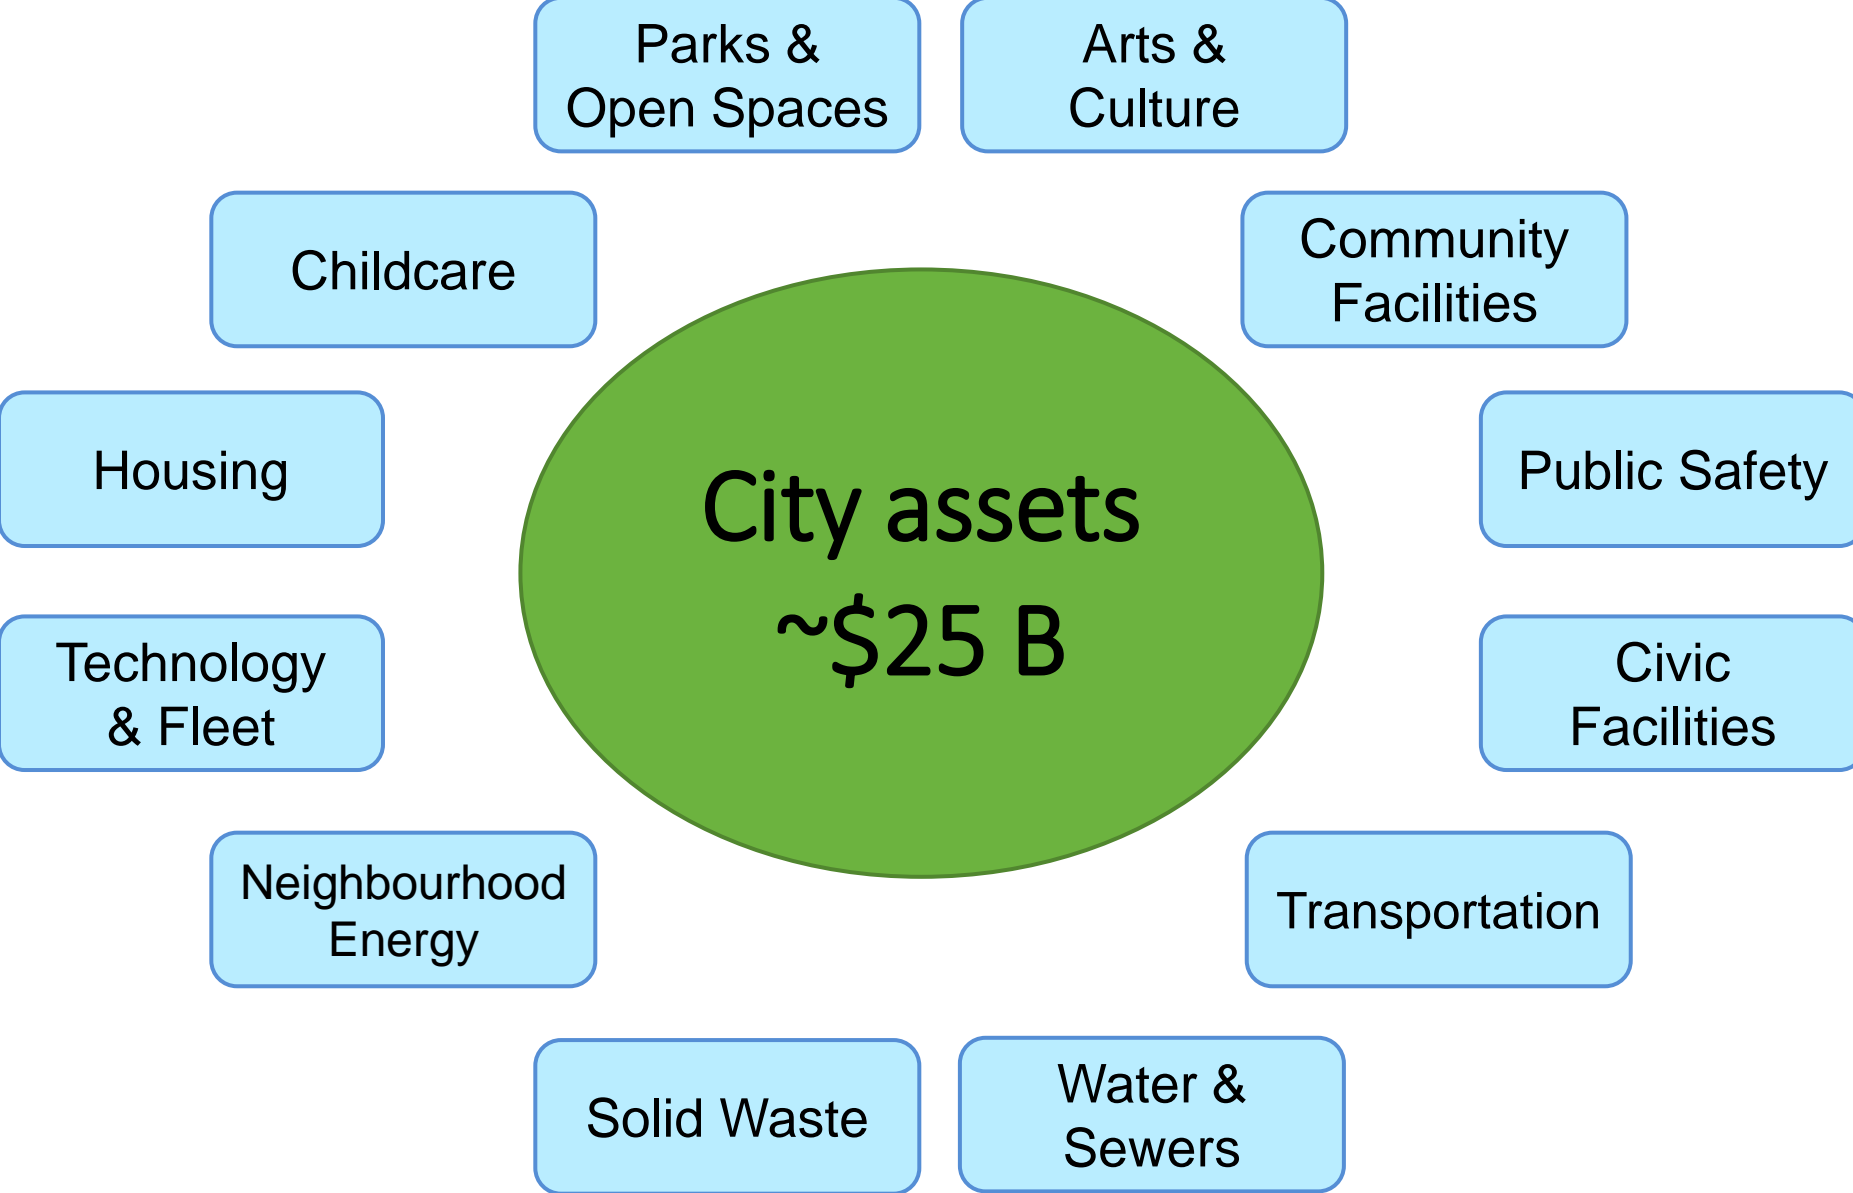 Parks &
Open Spaces
Arts &
Culture
Childcare
Community
Facilities
Housing
City assets
~$25 B
Public Safety
Technology
& Fleet
Civic
Facilities
Neighbourhood
Energy
Transportation
Solid Waste
Water &
Sewers